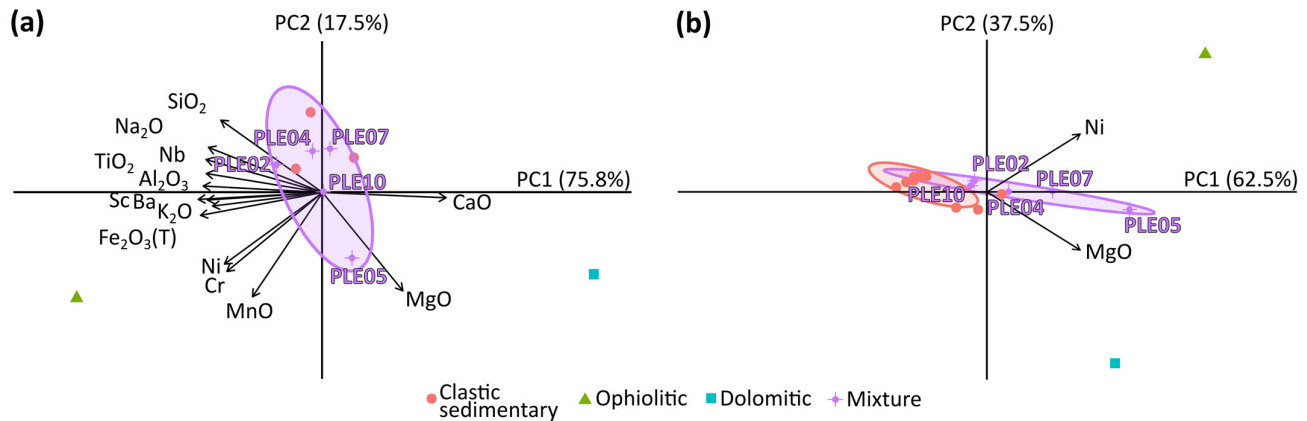 (a)
PC2 (17.5%)
SiO₂
Na₂O
PLE04
PLE07
TiO₂
Nb
PLE02
Al₂O₃
PLE10
PC1 (75.8%)
Sc
Ba
K₂O
CaO
Fe₂O₃(T)
Ni
Cr
PLE05
MnO
MgO
(b)
PC2 (37.5%)
Ni
PLE02
PLE07
PC1 (62.5%)
PLE10
PLE04
PLE05
MgO
Clastic
sedimentary
Ophiolitic
Dolomitic
Mixture